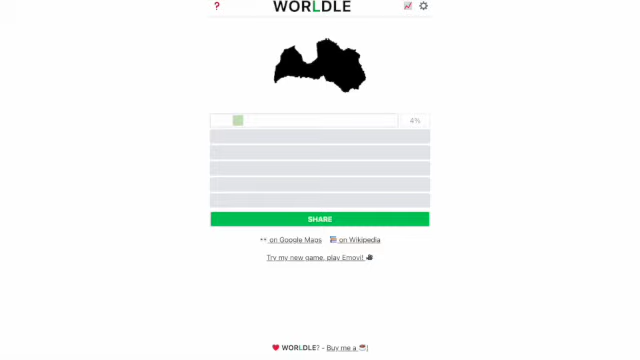 ?
WORLDLE
4%
SHARE
on Google Maps
on Wikipedia
Try my new game, play Emovi!
WORLDLE? - Buy me a !